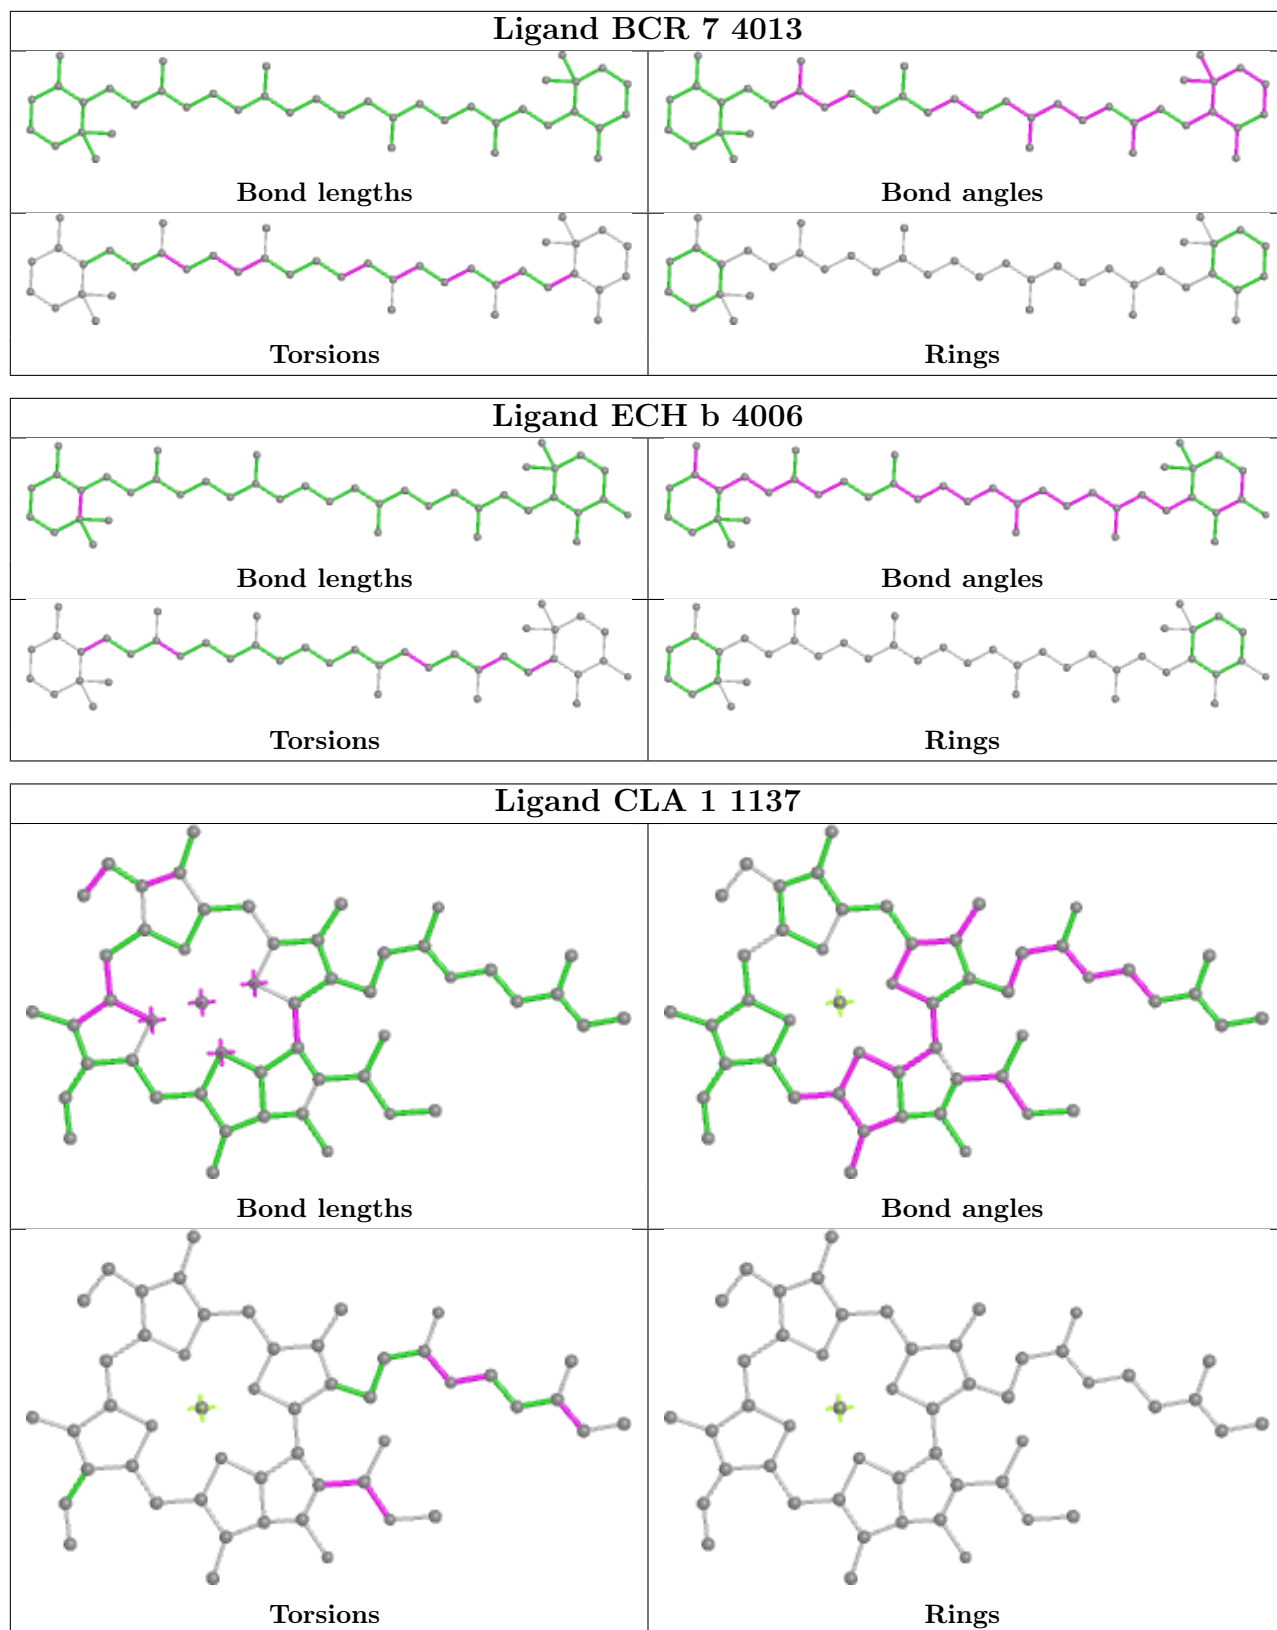 Ligand BCR 7 4013
Bond lengths
Bond angles
Torsions
Rings
Ligand ECH b 4006
Bond lengths
Bond angles
Torsions
Rings
Ligand CLA 1 1137
Bond lengths
Bond angles
Torsions
Rings